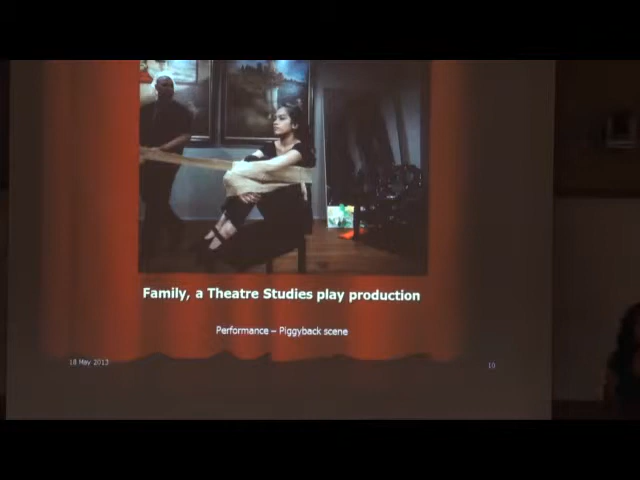 Family, a Theatre Studies play production
Performance – Piggyback scene
18 May 2013
10